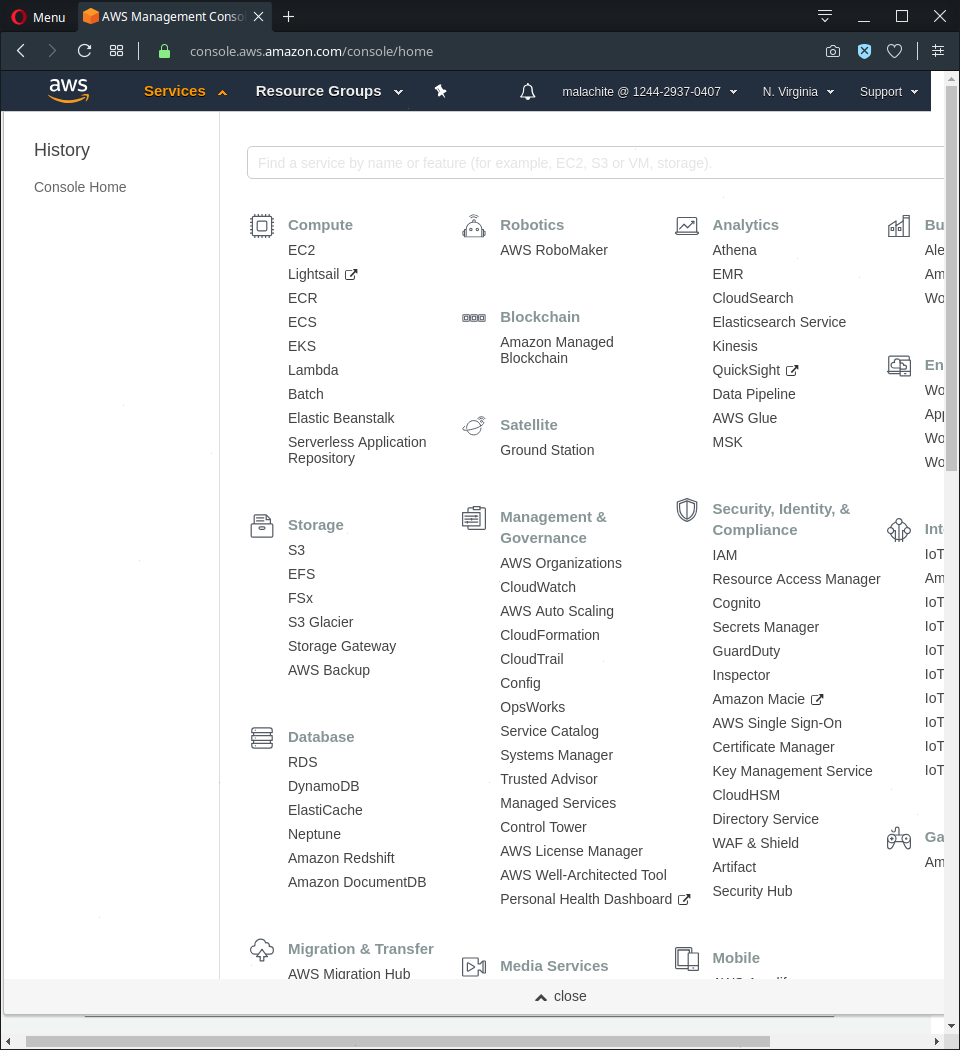 Menu
AWS Management Conso
console.aws.amazon.com/console/home
aws
Services
Resource Groups
malachite @ 1244-2937-0407
N. Virginia
Support
History
Console Home
Find a service by name or feature (for example, EC2, S3 or VM, storage).
Compute
EC2
Lightsail
ECR
ECS
EKS
Lambda
Batch
Elastic Beanstalk
Serverless Application
Repository
Storage
S3
EFS
FSx
S3 Glacier
Storage Gateway
AWS Backup
Database
RDS
DynamoDB
ElastiCache
Neptune
Amazon Redshift
Amazon DocumentDB
Migration & Transfer
AWS Migration Hub
Robotics
AWS RoboMaker
Blockchain
Amazon Managed
Blockchain
Satellite
Ground Station
Management &
Governance
AWS Organizations
CloudWatch
AWS Auto Scaling
CloudFormation
CloudTrail
Config
OpsWorks
Service Catalog
Systems Manager
Trusted Advisor
Managed Services
Control Tower
AWS License Manager
AWS Well-Architected Tool
Personal Health Dashboard
Media Services
Analytics
Athena
EMR
CloudSearch
Elasticsearch Service
Kinesis
QuickSight
Data Pipeline
AWS Glue
MSK
Security, Identity, &
Compliance
IAM
Resource Access Manager
Cognito
Secrets Manager
GuardDuty
Inspector
Amazon Macie
AWS Single Sign-On
Certificate Manager
Key Management Service
CloudHSM
Directory Service
WAF & Shield
Artifact
Security Hub
Mobile
Bu
Ale
Am
Wo
En
Wo
App
Wo
Wo
Int
IoT
Am
IoT
IoT
IoT
IoT
IoT
IoT
IoT
IoT
Ga
Am
close